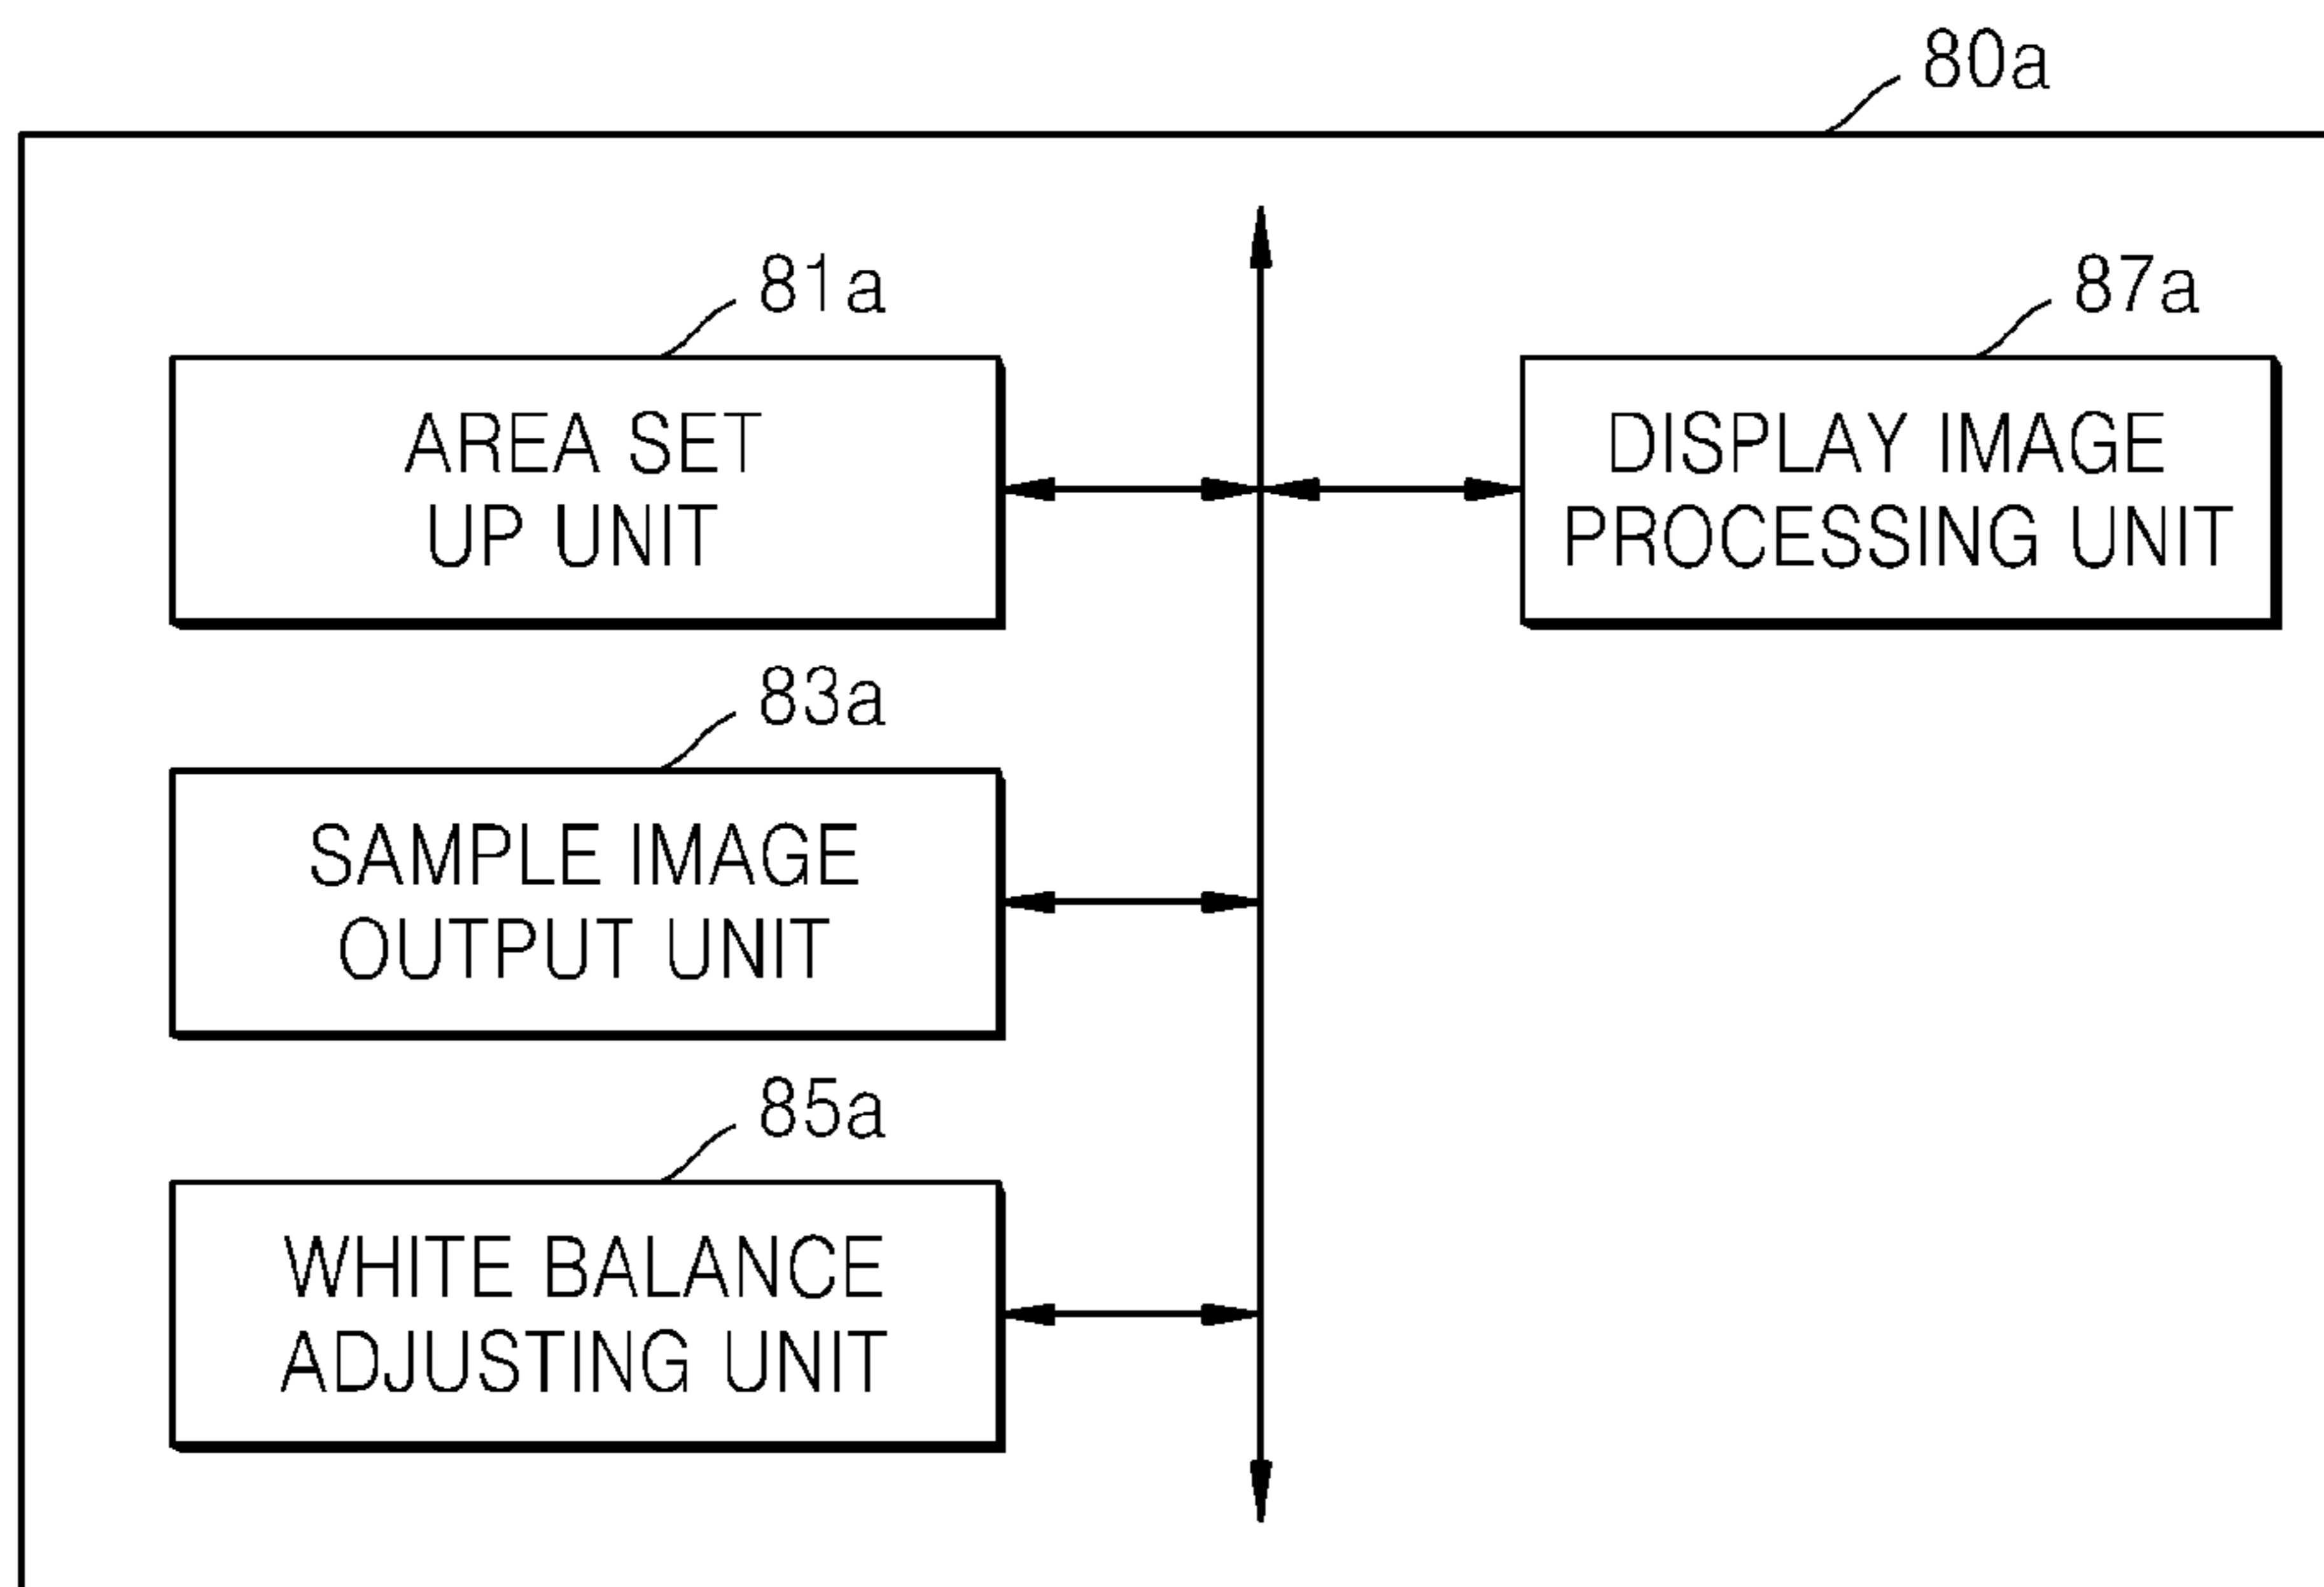 80a
81a
AREA SET
UP UNIT
87a
DISPLAY IMAGE
PROCESSING UNIT
83a
SAMPLE IMAGE
OUTPUT UNIT
85a
WHITE BALANCE
ADJUSTING UNIT